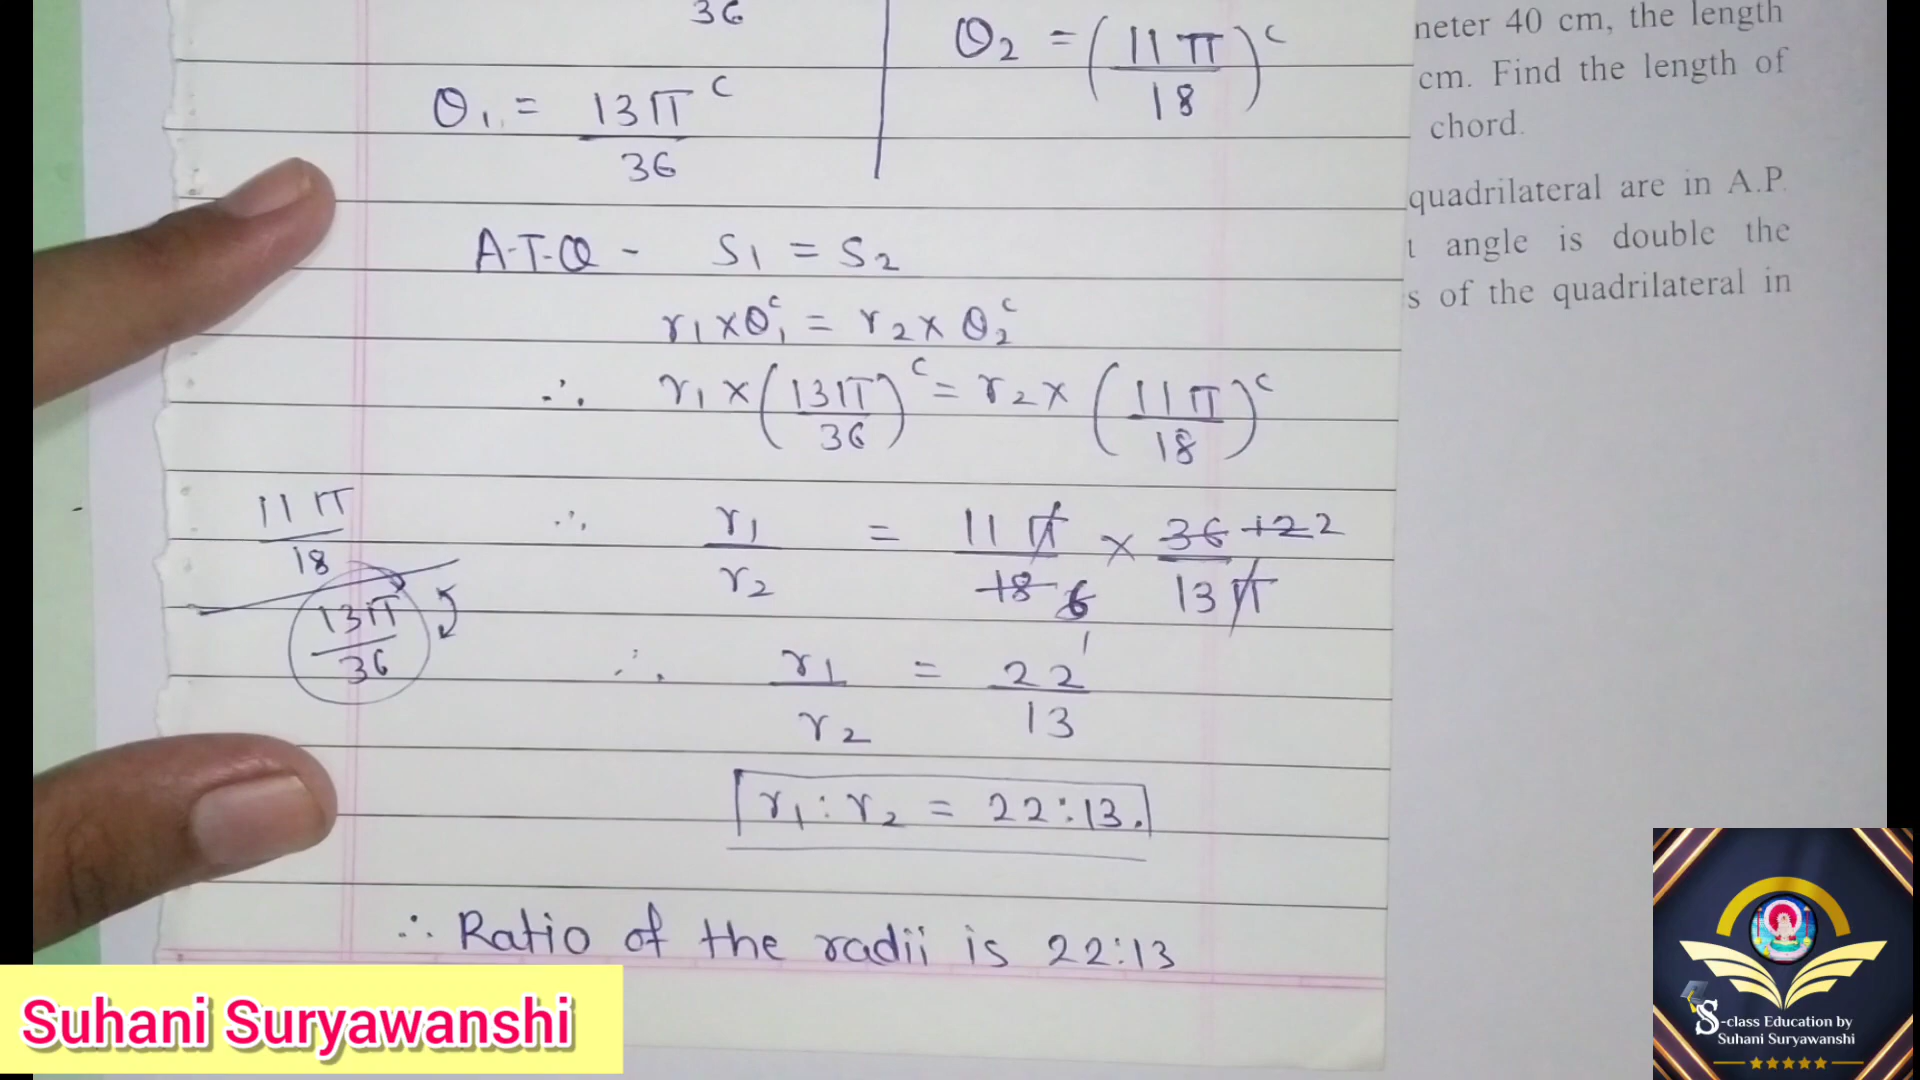 36
θ₁ = 13π^c / 36
θ₂ = (11π / 18)^c
A-T-Q - S₁ = S₂
r₁ × θ₁^c = r₂ × θ₂^c
∴ r₁ × (13π / 36)^c = r₂ × (11π / 18)^c
∴ r₁ / r₂ = 11π / 18 6 × 36 12 2 / 13π
11π
18
13π
36
∴ r₁ / r₂ = 22 / 13
r₁ : r₂ = 22:13.
∴ Ratio of the radii is 22:13
neter 40 cm, the length
cm. Find the length of
chord.
quadrilateral are in A.P.
t angle is double the
s of the quadrilateral in
Suhani Suryawanshi
S-class Education by
Suhani Suryawanshi